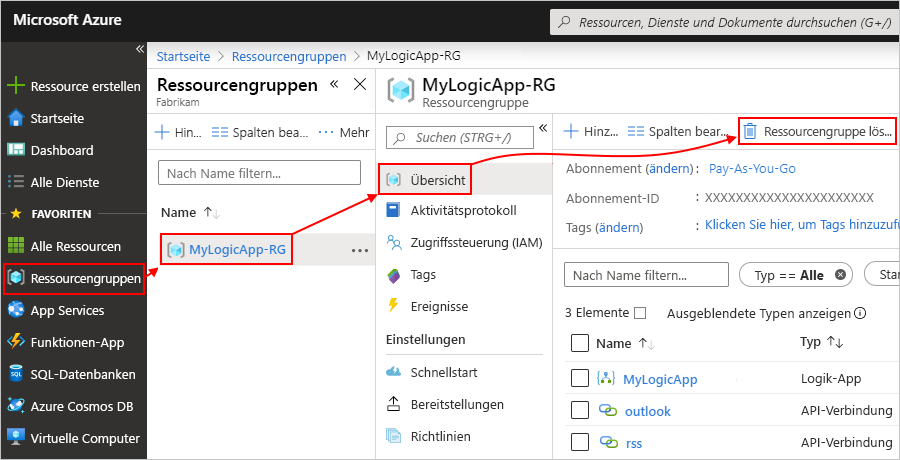 Microsoft Azure
Ressourcen, Dienste und Dokumente durchsuchen (G+/)
«
Ressource erstellen
Startseite
Dashboard
Alle Dienste
FAVORITEN
Alle Ressourcen
Ressourcengruppen
App Services
Funktionen-App
SQL-Datenbanken
Azure Cosmos DB
Virtuelle Computer
Startseite > Ressourcengruppen > MyLogicApp-RG
Ressourcengruppen «
Fabrikam
Hin... Spalten bea... ··· Mehr
Nach Name filtern...
Name
MyLogicApp-RG ···
MyLogicApp-RG
Ressourcengruppe
Suchen (STRG+/) «
Übersicht
Aktivitätsprotokoll
Zugriffssteuerung (IAM)
Tags
Ereignisse
Einstellungen
Schnellstart
Bereitstellungen
Richtlinien
Hinz... Spalten bear... Ressourcengruppe lös...
Abonnement (ändern) : Pay-As-You-Go
Abonnement-ID : XXXXXXXXXXXXXXXXXXXXXXX
Tags (ändern) : Klicken Sie hier, um Tags hinzuzufü
Nach Name filtern... Typ == Alle Star
3 Elemente Ausgeblendete Typen anzeigen
Name Typ
MyLogicApp Logik-App
outlook API-Verbindung
rss API-Verbindung